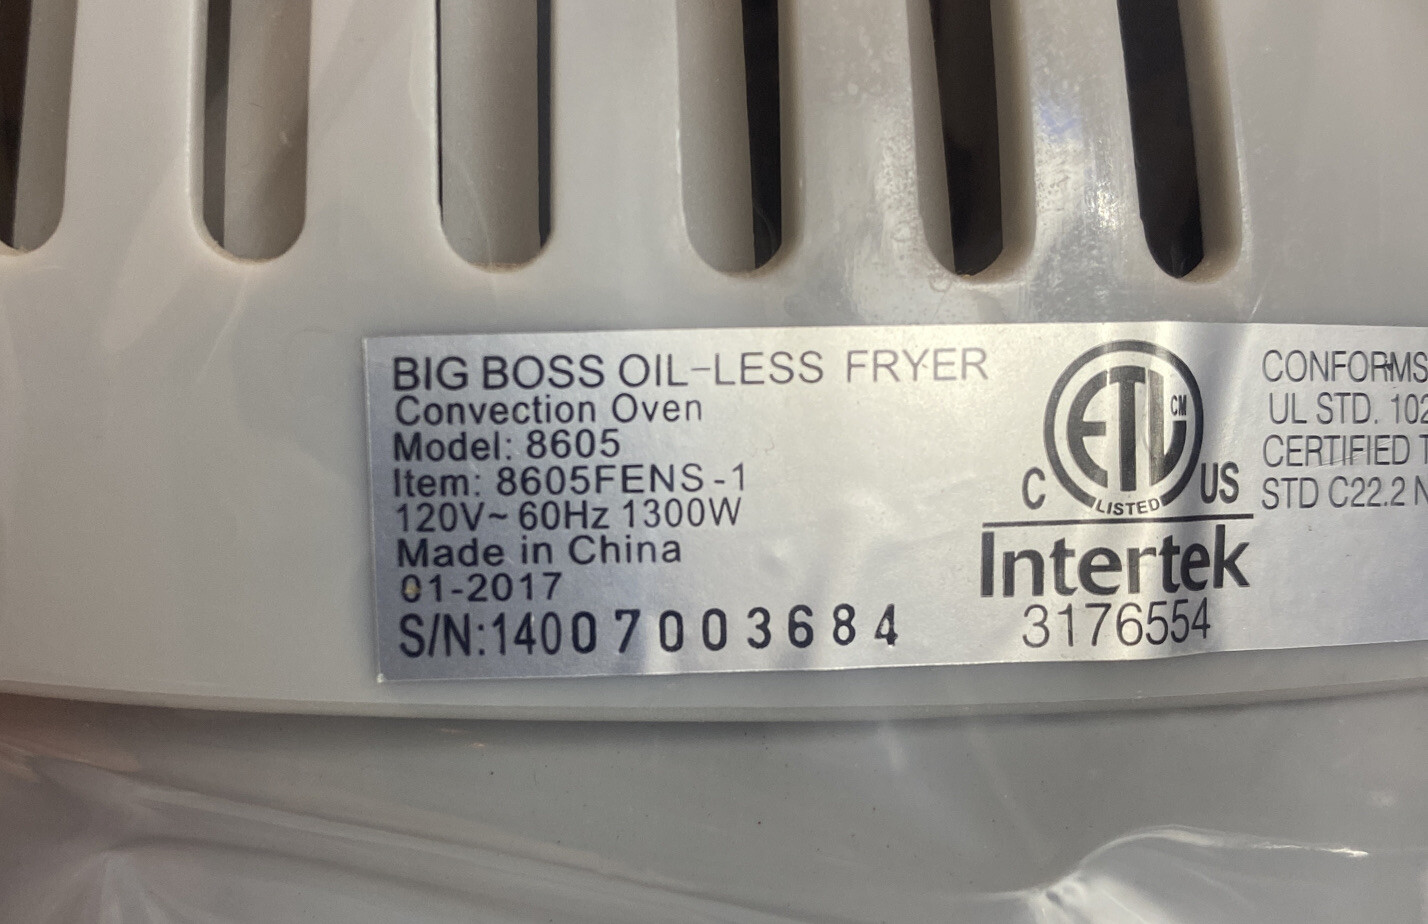 BIG BOSS OIL-LESS FRYER
Convection Oven
Model: 8605
Item: 8605FENS-1
120V~ 60Hz 1300W
Made in China
01-2017
S/N:14007003684
ETL CM
LISTED
C US
Intertek
3176554
CONFORMS
UL STD. 102
CERTIFIED T
STD C22.2 N